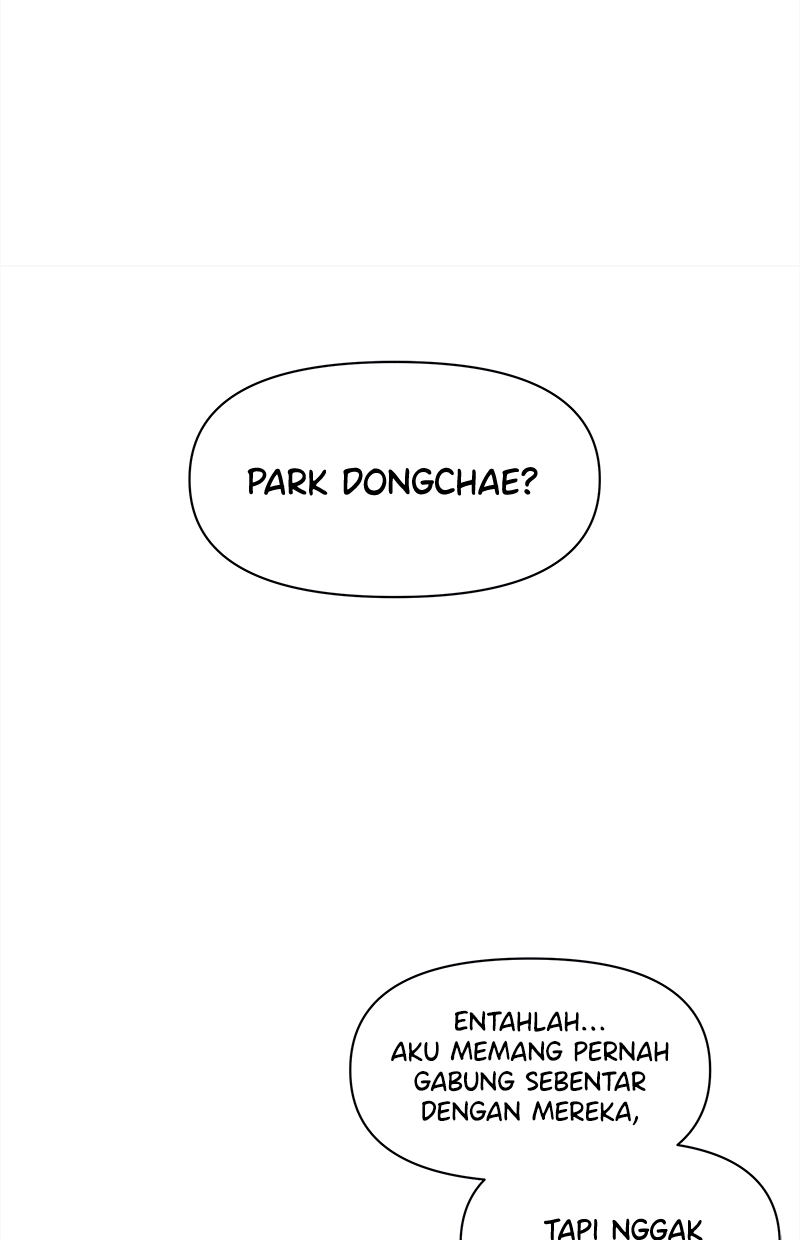 PARK DONGCHAE?
ENTAHLAH...
AKU MEMANG PERNAH
GABUNG SEBENTAR
DENGAN MEREKA,
TAPI NGGAK